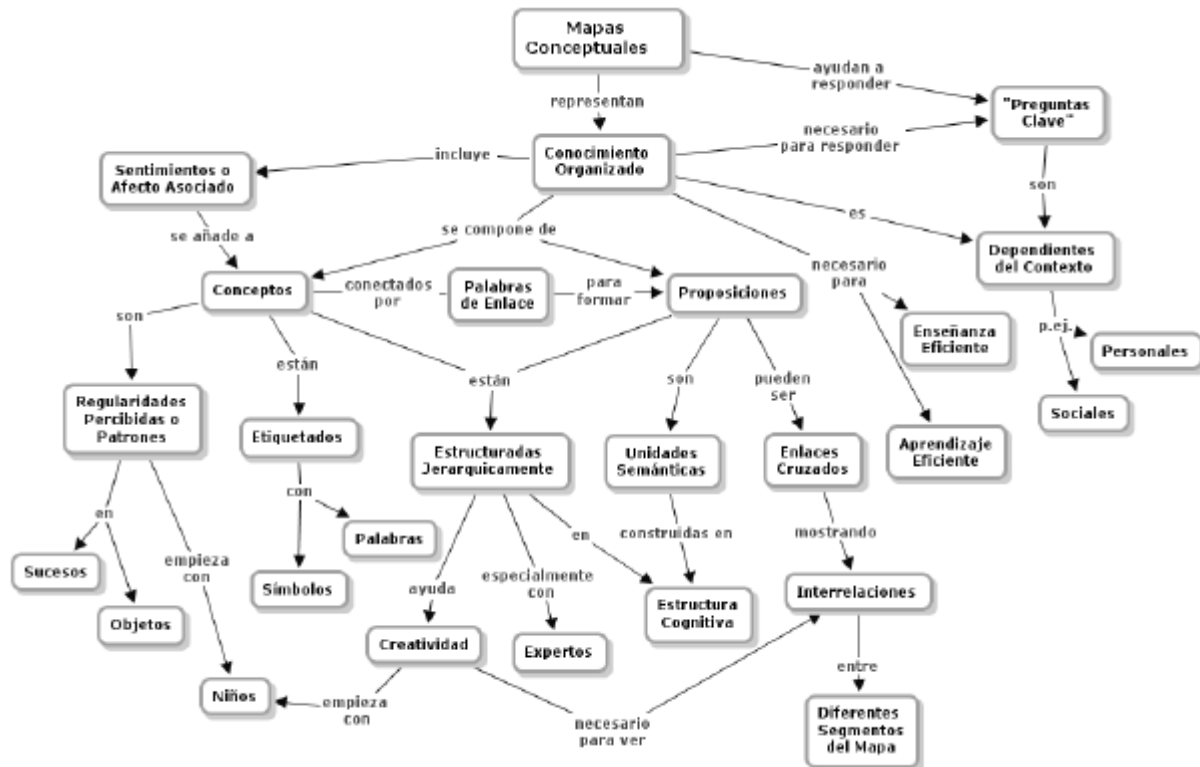 Mapas
Conceptuales
ayudan a
responder
representan
"Preguntas
Clave"
necesario
para responder
Conocimiento
Organizado
incluye
Sentimientos o
Afecto Asociado
son
es
se añade a
se compone de
Dependientes
del Contexto
necesario
para
Conceptos
conectados
por
Palabras
de Enlace
para
formar
Proposiciones
son
Enseñanza
Eficiente
p.ej.
Personales
están
están
son
pueden
ser
Regularidades
Percibidas o
Patrones
Sociales
Etiquetados
Estructuradas
Jerarquicamente
Unidades
Semánticas
Enlaces
Cruzados
Aprendizaje
Eficiente
con
en
Palabras
en
construidas en
mostrando
empieza
con
Sucesos
Símbolos
ayuda
especialmente
con
Interrelaciones
Objetos
Estructura
Cognitiva
Creatividad
Expertos
entre
Niños
empieza
con
necesario
para ver
Diferentes
Segmentos
del Mapa